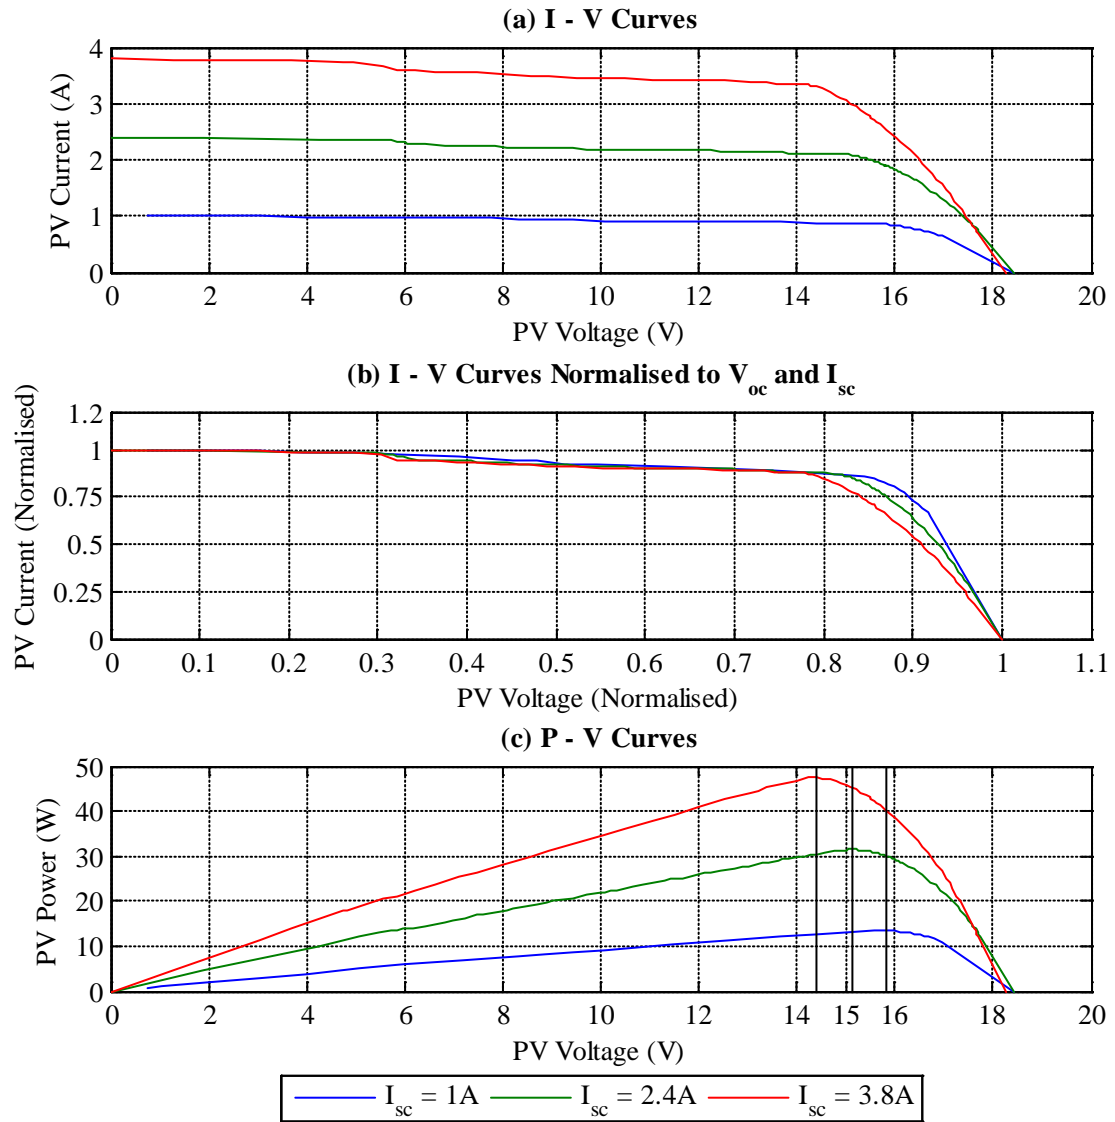 (a) I - V Curves
PV Current (A)
4
3
2
1
0
0 2 4 6 8 10 12 14 16 18 20
PV Voltage (V)
(b) I - V Curves Normalised to Voc and Isc
PV Current (Normalised)
1.2
1
0.75
0.5
0.25
0
0 0.1 0.2 0.3 0.4 0.5 0.6 0.7 0.8 0.9 1 1.1
PV Voltage (Normalised)
(c) P - V Curves
PV Power (W)
50
40
30
20
10
0
0 2 4 6 8 10 12 14 15 16 18 20
PV Voltage (V)
Isc = 1A Isc = 2.4A Isc = 3.8A